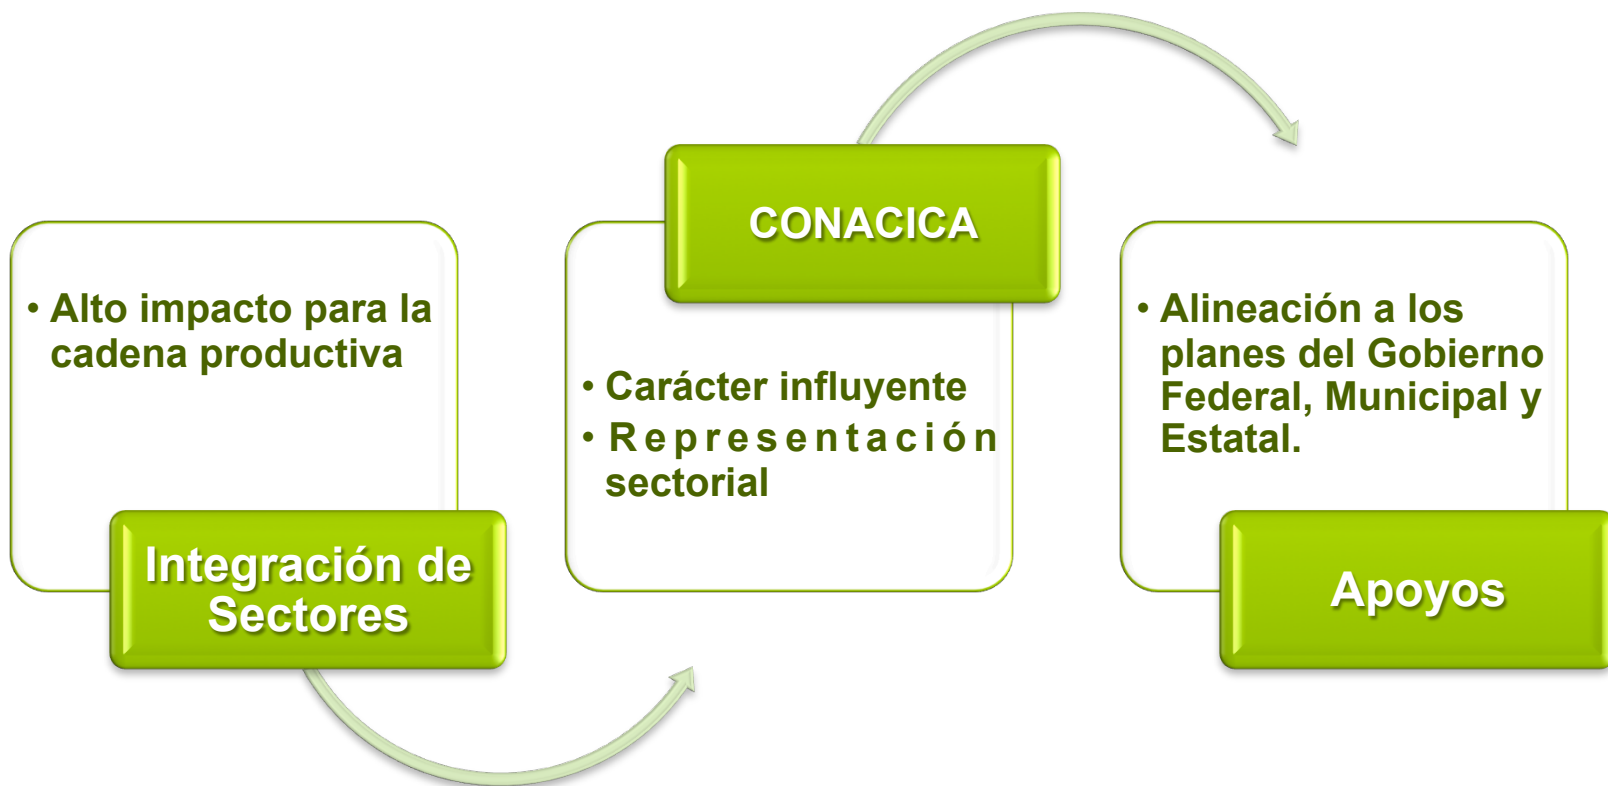 • Alto impacto para la
cadena productiva
Integración de
Sectores
CONACICA
• Carácter influyente
• Representación
sectorial
• Alineación a los
planes del Gobierno
Federal, Municipal y
Estatal.
Apoyos